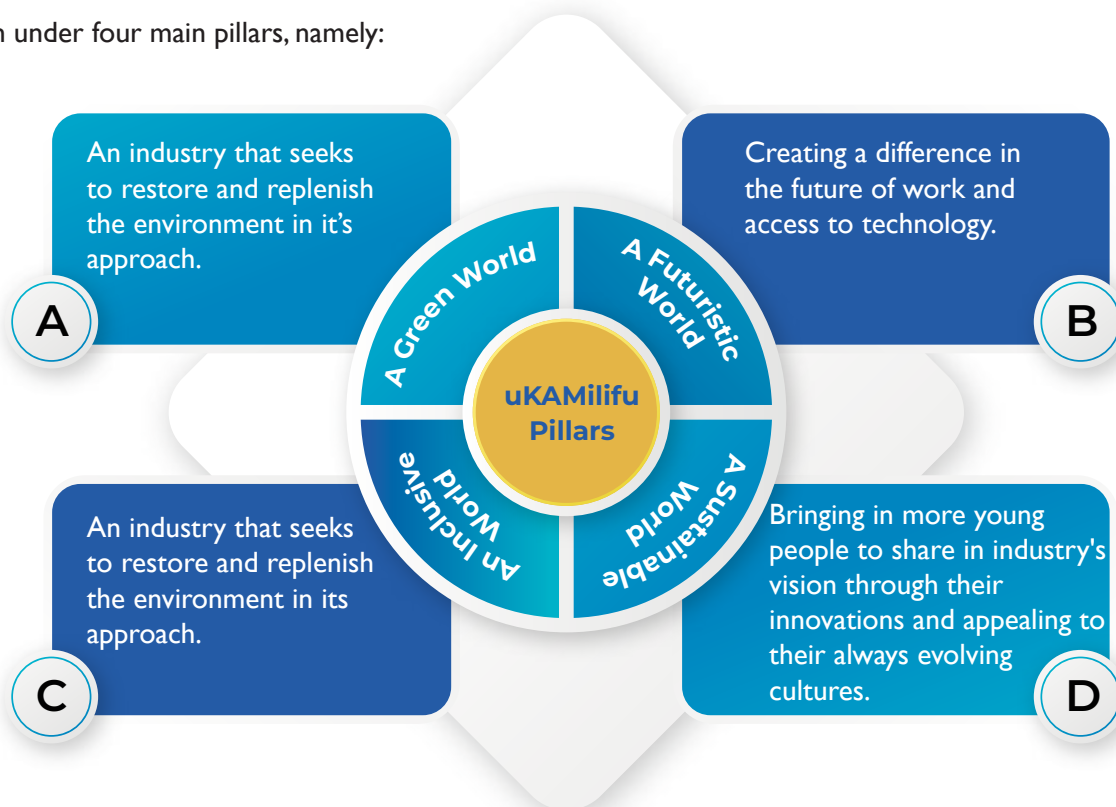 n under four main pillars, namely:
An industry that seeks
to restore and replenish
the environment in it’s
approach.
A
Creating a difference in
the future of work and
access to technology.
B
A Green World
A Futuristic
World
uKAMilifu
Pillars
An Inclusive
World
A Sustainable
World
An industry that seeks
to restore and replenish
the environment in its
approach.
C
Bringing in more young
people to share in industry's
vision through their
innovations and appealing to
their always evolving
cultures.
D